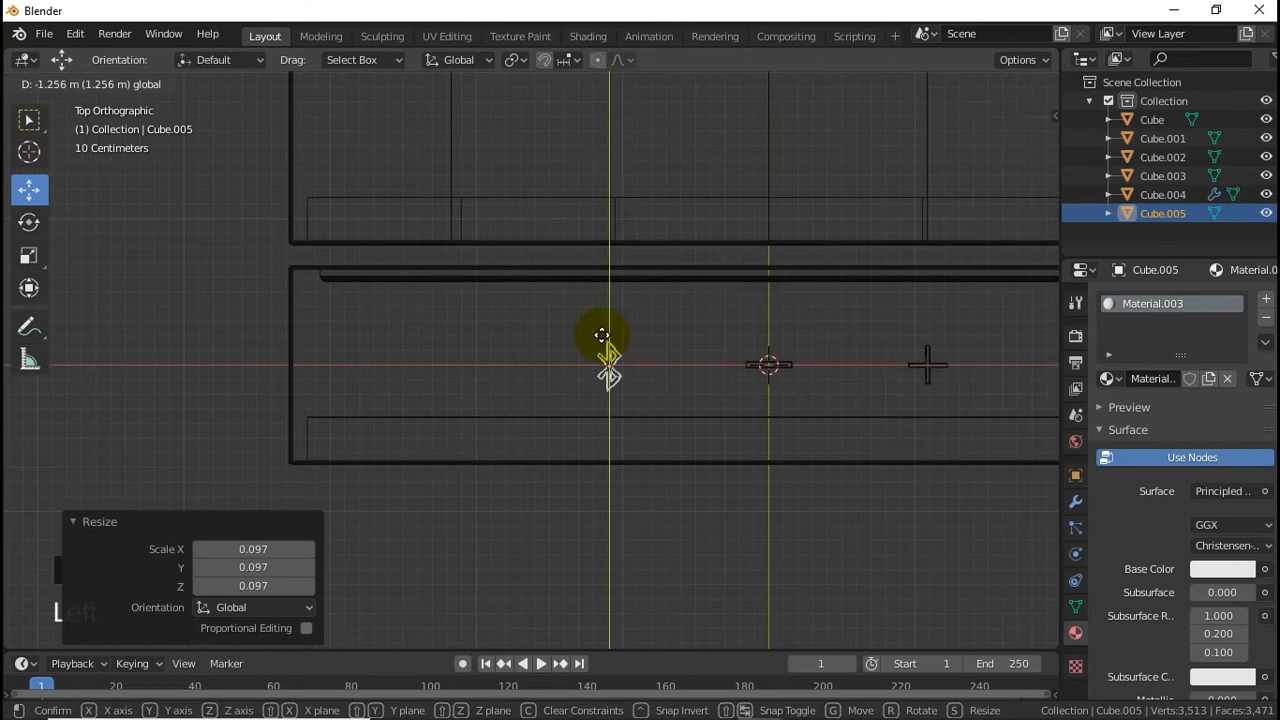 Blender
File Edit Render Window Help Layout Modeling Sculpting UV Editing Texture Paint Shading Animation Rendering Compositing Scripting + Scene View Layer
Orientation: Default Drag: Select Box Global Options
D: -1.256 m (1.256 m) global
Top Orthographic
(1) Collection | Cube.005
10 Centimeters
Scene Collection
Collection
Cube
Cube.001
Cube.002
Cube.003
Cube.004
Cube.005
Cube.005 Material.0
Material.003
Material..
Preview
Surface
Use Nodes
Surface Principled ..
GGX
Christensen-..
Base Color
Subsurface 0.000
Subsurface R.. 1.000
0.200
0.100
Subsurface C..
Resize
Scale X 0.097
Y 0.097
Z 0.097
Orientation Global
Proportional Editing
Left
Playback Keying View Marker 1 Start 1 End 250
1 20 40 60 80 100 120 140 160 180 200 220 240
Confirm X X axis Y Y axis Z Z axis X X plane Y Y plane Z Z plane C Clear Constraints Snap Invert Snap Toggle G Move R Rotate S Resize Collection | Cube.005 | Verts:3,513 | Faces:3,471